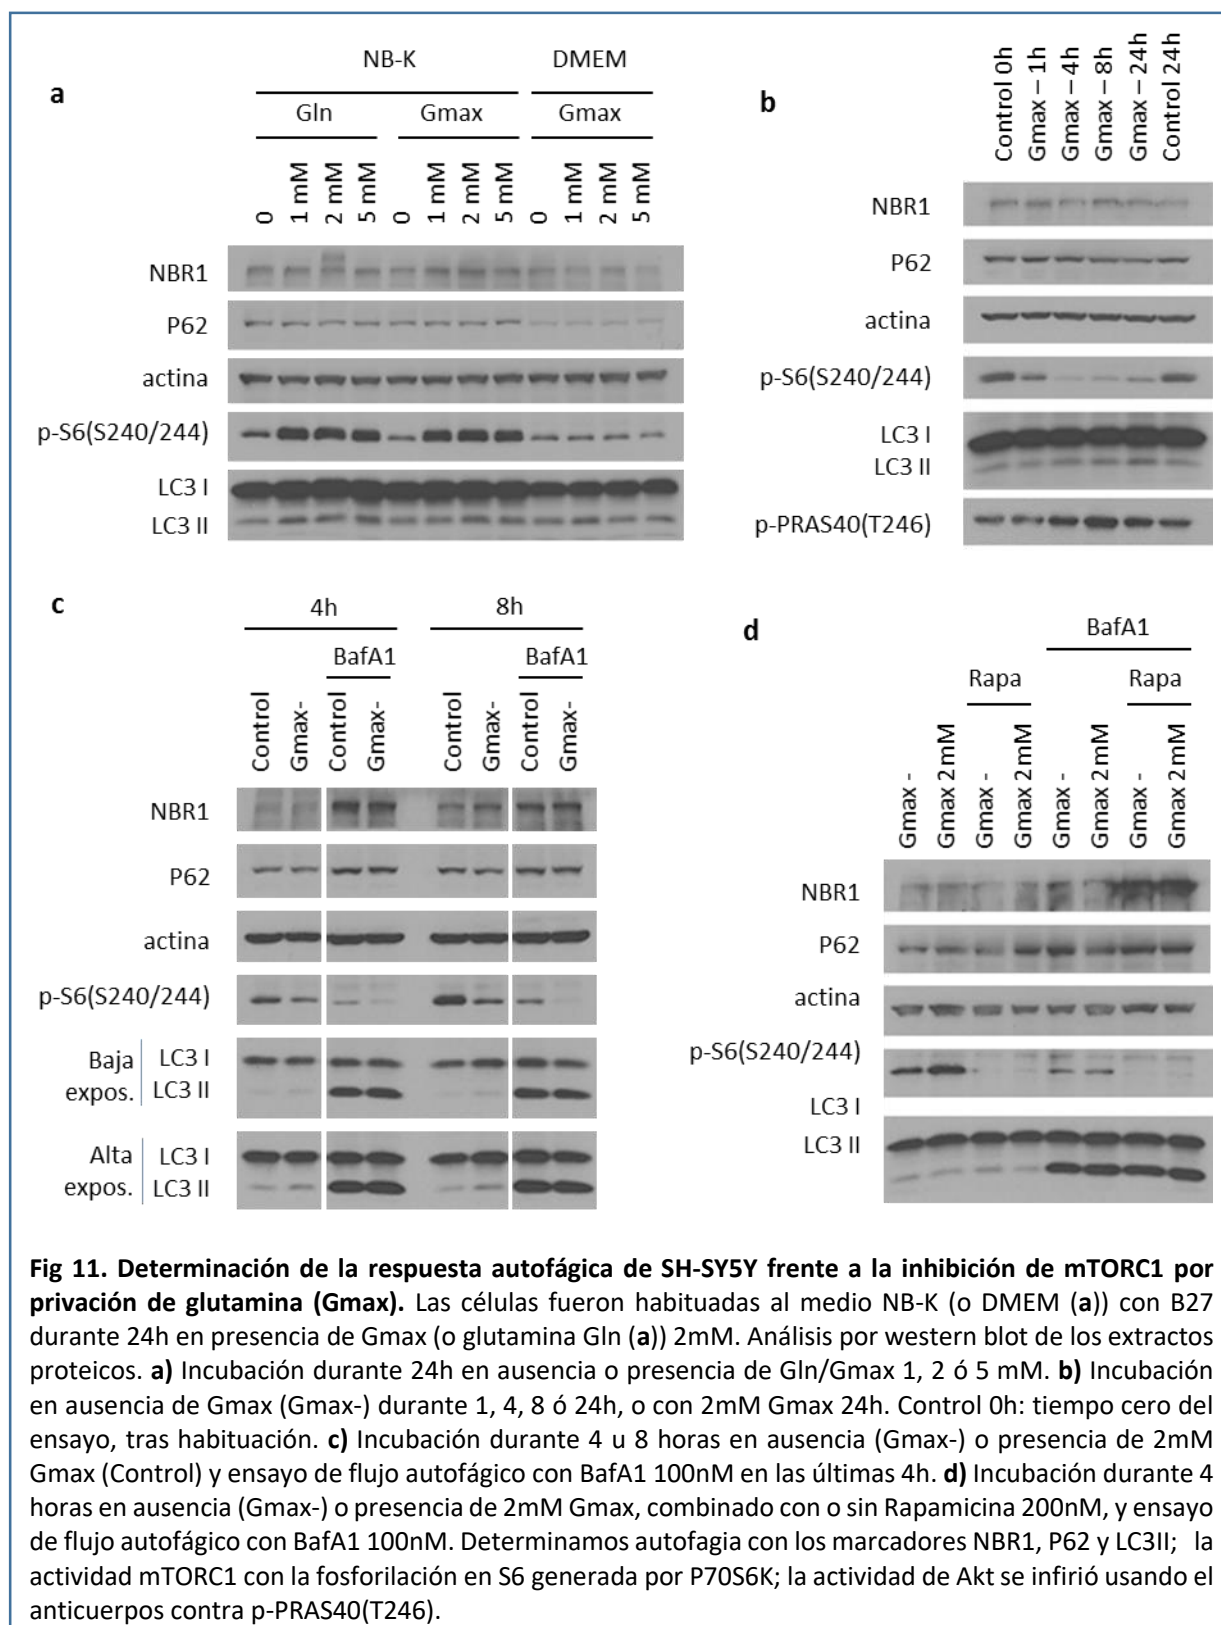 a
NB-K DMEM
Gln Gmax Gmax
0 1 mM 2 mM 5 mM 0 1 mM 2 mM 5 mM 0 1 mM 2 mM 5 mM
NBR1
P62
actina
p-S6(S240/244)
LC3 I
LC3 II
b
Control 0h Gmax – 1h Gmax – 4h Gmax – 8h Gmax – 24h Control 24h
NBR1
P62
actina
p-S6(S240/244)
LC3 I
LC3 II
p-PRAS40(T246)
c
4h 8h
BafA1 BafA1
Control Gmax- Control Gmax- Control Gmax- Control Gmax-
NBR1
P62
actina
p-S6(S240/244)
Baja expos. LC3 I
LC3 II
Alta expos. LC3 I
LC3 II
d
BafA1
Rapa Rapa
Gmax - Gmax 2mM Gmax - Gmax 2mM Gmax - Gmax 2mM Gmax - Gmax 2mM
NBR1
P62
actina
p-S6(S240/244)
LC3 I
LC3 II
Fig 11. Determinación de la respuesta autofágica de SH-SY5Y frente a la inhibición de mTORC1 por
privación de glutamina (Gmax). Las células fueron habituadas al medio NB-K (o DMEM (a)) con B27
durante 24h en presencia de Gmax (o glutamina Gln (a)) 2mM. Análisis por western blot de los extractos
proteicos. a) Incubación durante 24h en ausencia o presencia de Gln/Gmax 1, 2 ó 5 mM. b) Incubación
en ausencia de Gmax (Gmax-) durante 1, 4, 8 ó 24h, o con 2mM Gmax 24h. Control 0h: tiempo cero del
ensayo, tras habituación. c) Incubación durante 4 u 8 horas en ausencia (Gmax-) o presencia de 2mM
Gmax (Control) y ensayo de flujo autofágico con BafA1 100nM en las últimas 4h. d) Incubación durante 4
horas en ausencia (Gmax-) o presencia de 2mM Gmax, combinado con o sin Rapamicina 200nM, y ensayo
de flujo autofágico con BafA1 100nM. Determinamos autofagia con los marcadores NBR1, P62 y LC3II; la
actividad mTORC1 con la fosforilación en S6 generada por P70S6K; la actividad de Akt se infirió usando el
anticuerpos contra p-PRAS40(T246).